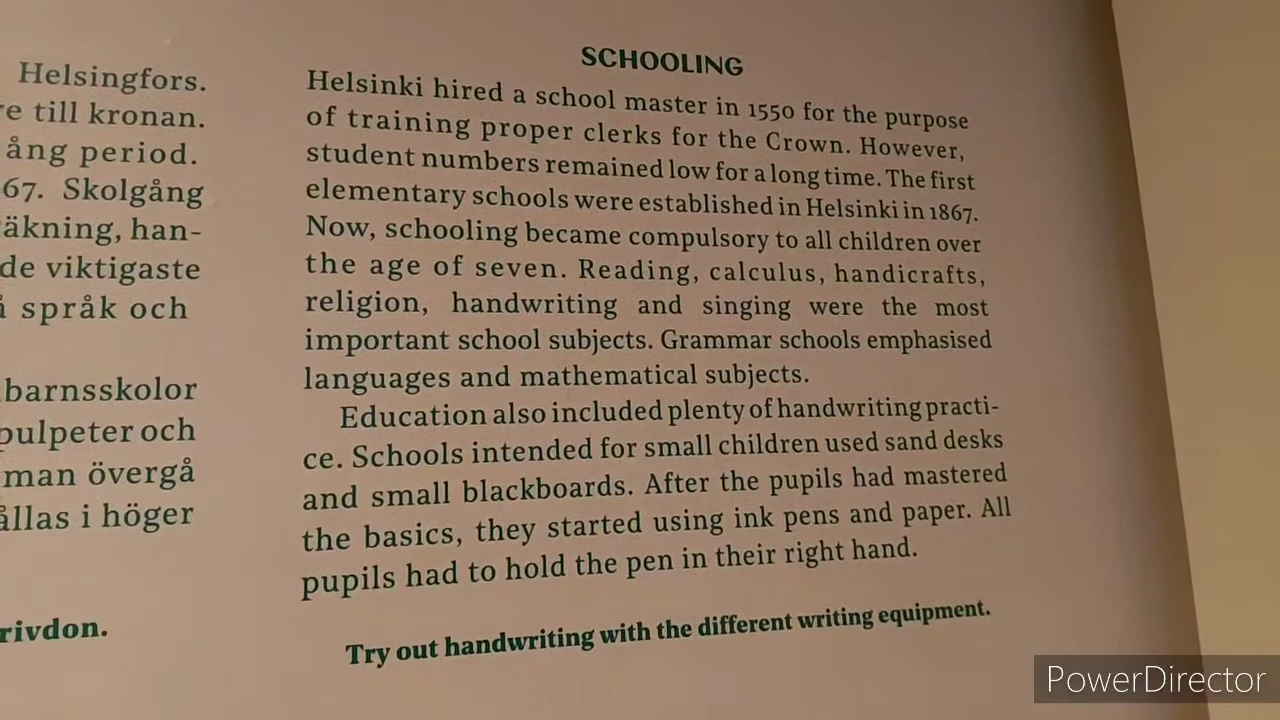 Helsingfors.
till kronan.
ång period.
67. Skolgång
äkning, han-
de viktigaste
språk och
barnsskolor
pulpeter och
man övergå
ållas i höger
rivdon.
SCHOOLING
Helsinki hired a school master in 1550 for the purpose
of training proper clerks for the Crown. However,
student numbers remained low for a long time. The first
elementary schools were established in Helsinki in 1867.
Now, schooling became compulsory to all children over
the age of seven. Reading, calculus, handicrafts,
religion, handwriting and singing were the most
important school subjects. Grammar schools emphasised
languages and mathematical subjects.
Education also included plenty of handwriting practi-
ce. Schools intended for small children used sand desks
and small blackboards. After the pupils had mastered
the basics, they started using ink pens and paper. All
pupils had to hold the pen in their right hand.
Try out handwriting with the different writing equipment.
PowerDirector